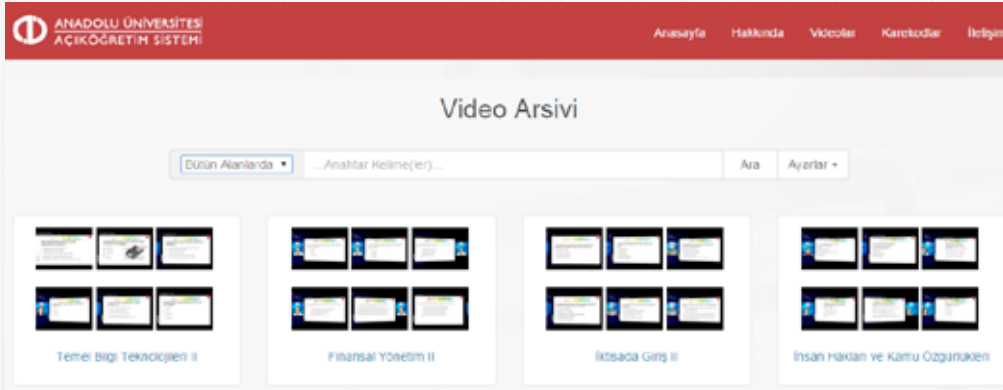 ANADOLU ÜNİVERSİTESİ
AÇIKÖĞRETİM SİSTEMİ
Anasayfa Hakkında Videolar Karekodlar İletişim
Video Arsivi
Bütün Alanlarda ...Anahtar Kelime(ler)... Ara Ayarlar +
Temel Bilgi Teknolojileri II Finansal Yönetim II İktisada Giriş II İnsan Hakları ve Kamu Özgürlükleri